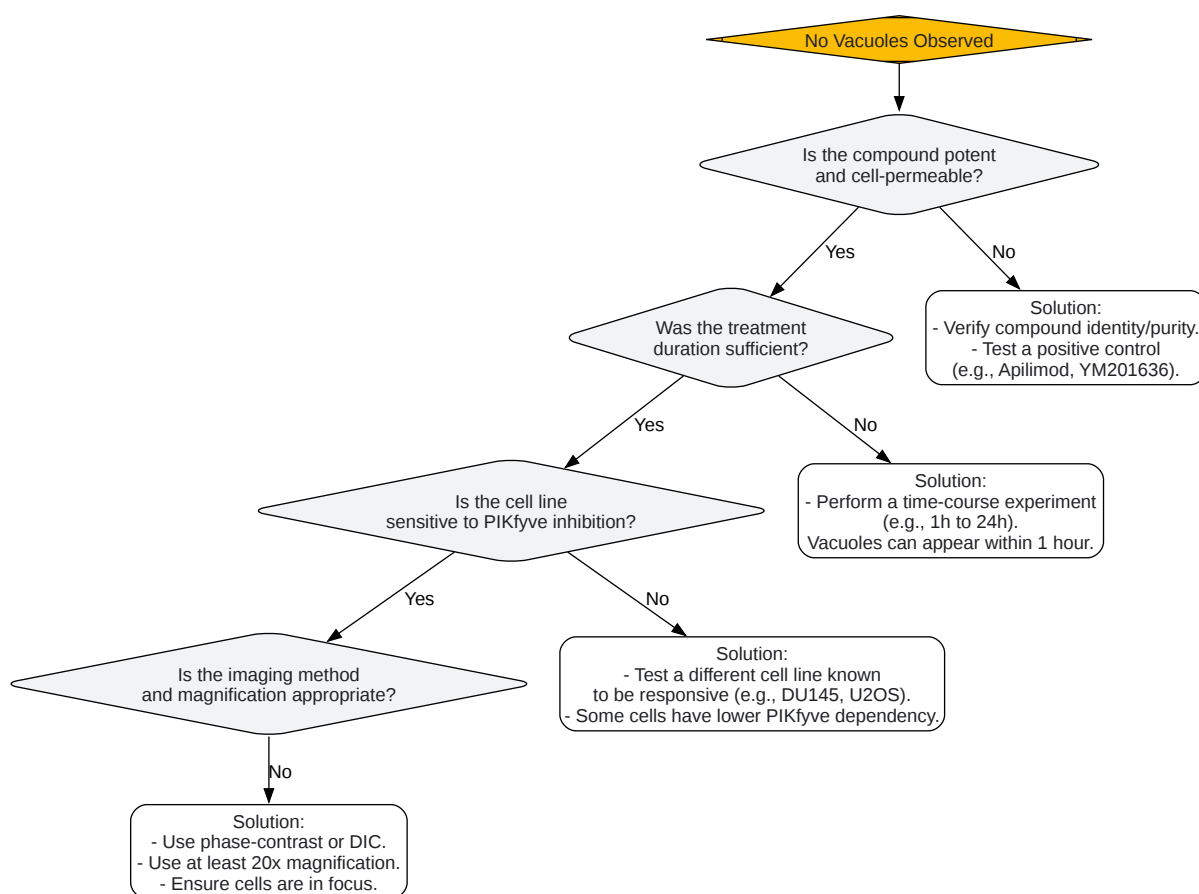 No Vacuoles Observed
Is the compound potent
and cell-permeable?
Yes
No
Was the treatment
duration sufficient?
Solution:
- Verify compound identity/purity.
- Test a positive control
(e.g., Apilimod, YM201636).
Yes
No
Is the cell line
sensitive to PIKfyve inhibition?
Solution:
- Perform a time-course experiment
(e.g., 1h to 24h).
Vacuoles can appear within 1 hour.
Yes
No
Is the imaging method
and magnification appropriate?
Solution:
- Test a different cell line known
to be responsive (e.g., DU145, U2OS).
- Some cells have lower PIKfyve dependency.
No
Solution:
- Use phase-contrast or DIC.
- Use at least 20x magnification.
- Ensure cells are in focus.